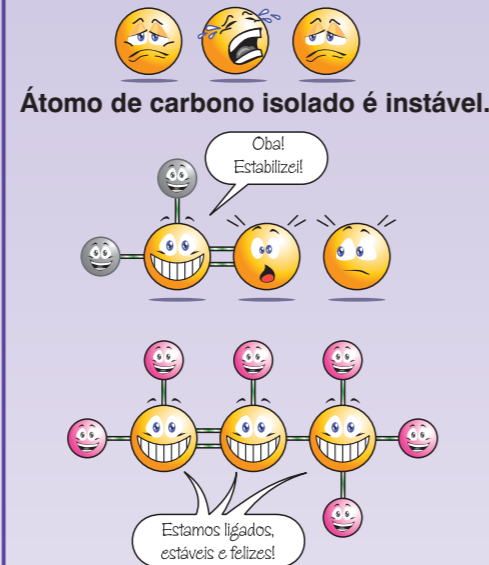 Átomo de carbono isolado é instável.
Oba!
Estabilizei!
Estamos ligados,
estáveis e felizes!